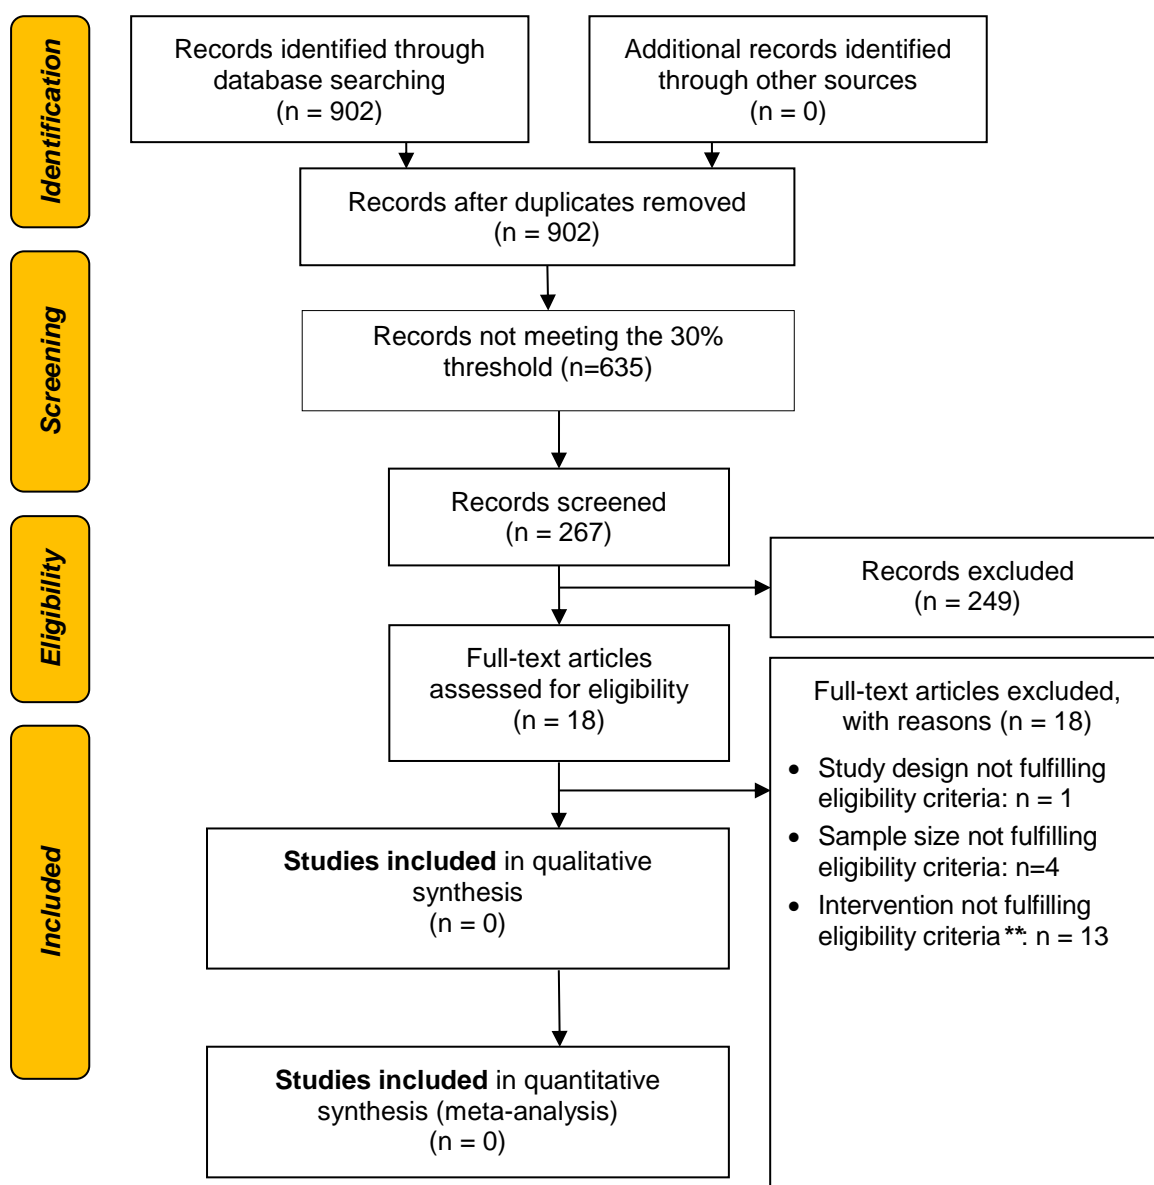 Identification
Records identified through
database searching
(n = 902)
Additional records identified
through other sources
(n = 0)
Records after duplicates removed
(n = 902)
Screening
Records not meeting the 30%
threshold (n=635)
Records screened
(n = 267)
Eligibility
Records excluded
(n = 249)
Full-text articles
assessed for eligibility
(n = 18)
Full-text articles excluded,
with reasons (n = 18)
• Study design not fulfilling
eligibility criteria: n = 1
• Sample size not fulfilling
eligibility criteria: n=4
• Intervention not fulfilling
eligibility criteria**: n = 13
Included
Studies included in qualitative
synthesis
(n = 0)
Studies included in quantitative
synthesis (meta-analysis)
(n = 0)